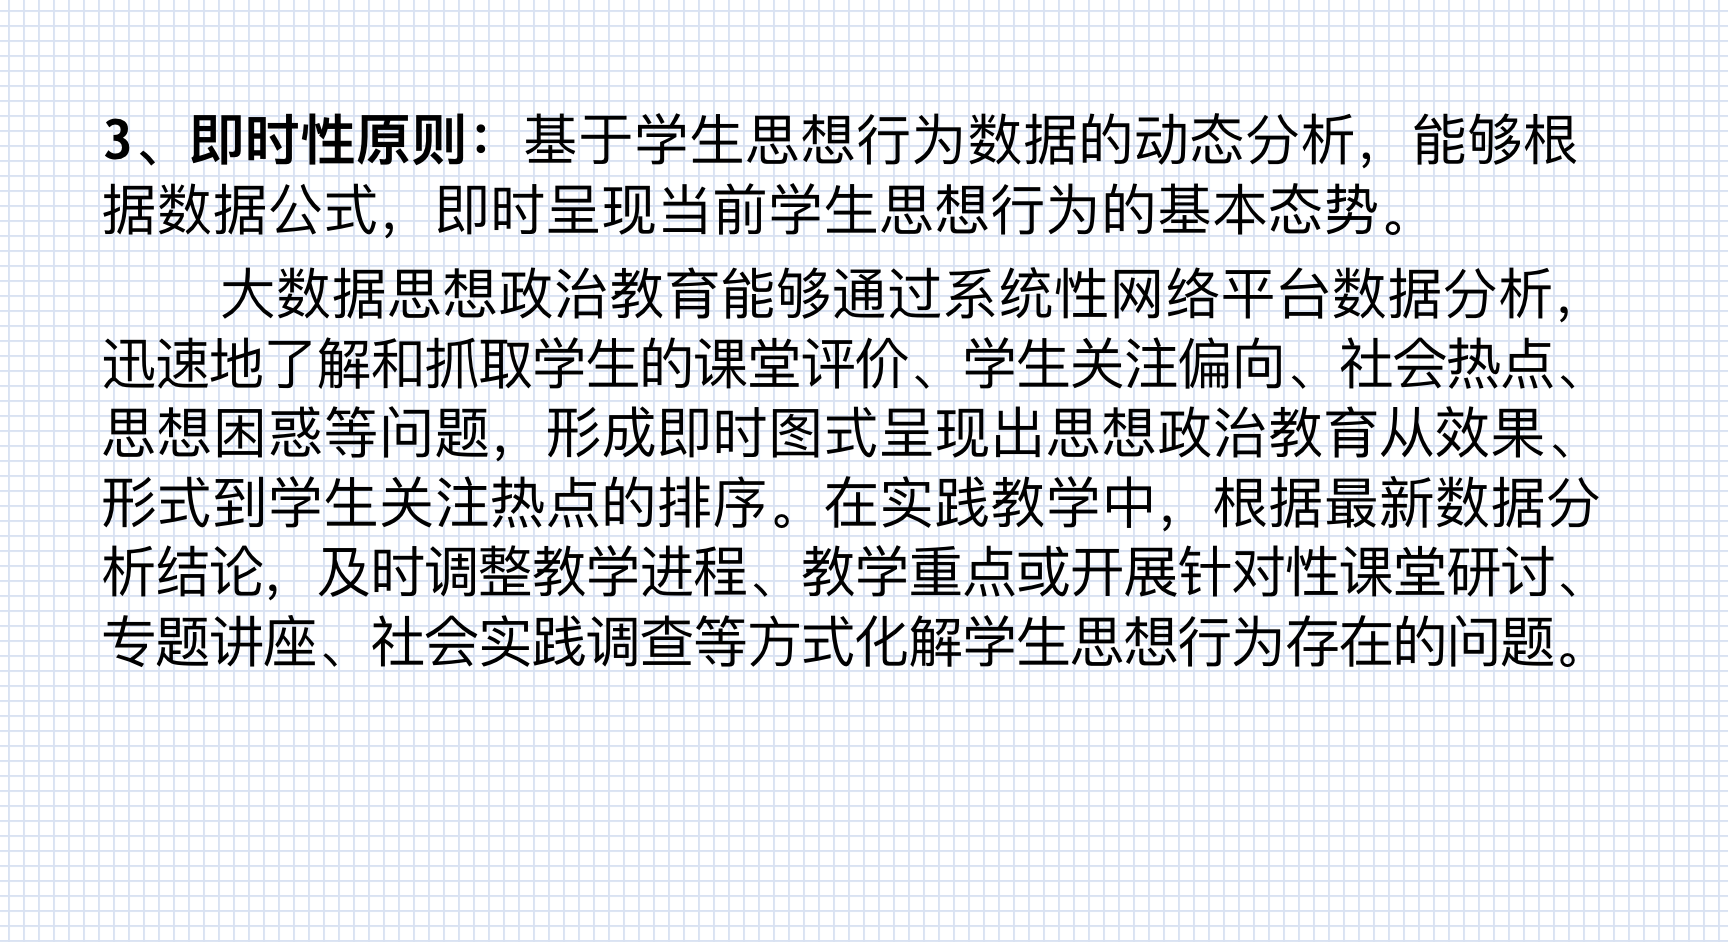 3、即时性原则：基于学生思想行为数据的动态分析，能够根
据数据公式，即时呈现当前学生思想行为的基本态势。
大数据思想政治教育能够通过系统性网络平台数据分析，
迅速地了解和抓取学生的课堂评价、学生关注偏向、社会热点、
思想困惑等问题，形成即时图式呈现出思想政治教育从效果、
形式到学生关注热点的排序。在实践教学中，根据最新数据分
析结论，及时调整教学进程、教学重点或开展针对性课堂研讨、
专题讲座、社会实践调查等方式化解学生思想行为存在的问题。